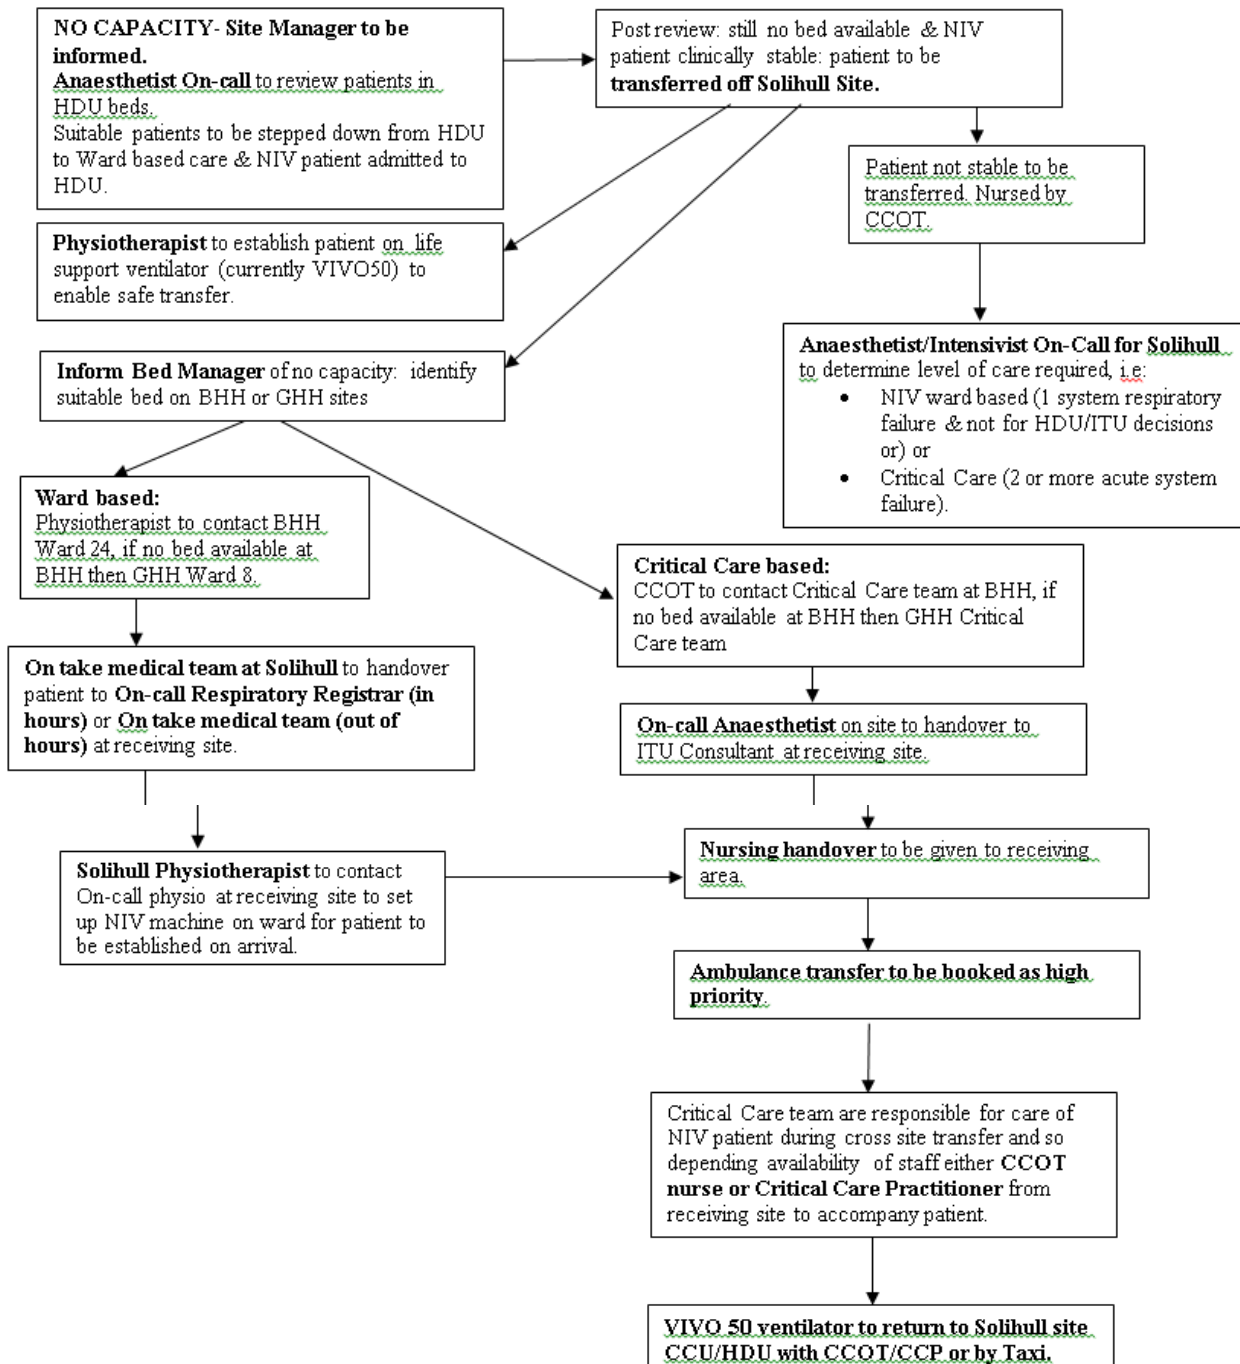 NO CAPACITY- Site Manager to be
informed.
Anaesthetist On-call to review patients in
HDU beds.
Suitable patients to be stepped down from HDU
to Ward based care & NIV patient admitted to
HDU.
Post review: still no bed available & NIV
patient clinically stable: patient to be
transferred off Solihull Site.
Patient not stable to be
transferred. Nursed by
CCOT.
Physiotherapist to establish patient on life
support ventilator (currently VIVO50) to
enable safe transfer.
Anaesthetist/Intensivist On-Call for Solihull
to determine level of care required, i.e:
• NIV ward based (1 system respiratory
failure & not for HDU/ITU decisions
or) or
• Critical Care (2 or more acute system
failure).
Inform Bed Manager of no capacity: identify
suitable bed on BHH or GHH sites
Ward based:
Physiotherapist to contact BHH
Ward 24, if no bed available at
BHH then GHH Ward 8.
Critical Care based:
CCOT to contact Critical Care team at BHH, if
no bed available at BHH then GHH Critical
Care team
On take medical team at Solihull to handover
patient to On-call Respiratory Registrar (in
hours) or On take medical team (out of
hours) at receiving site.
On-call Anaesthetist on site to handover to
ITU Consultant at receiving site.
Solihull Physiotherapist to contact
On-call physio at receiving site to set
up NIV machine on ward for patient to
be established on arrival.
Nursing handover to be given to receiving
area.
Ambulance transfer to be booked as high
priority.
Critical Care team are responsible for care of
NIV patient during cross site transfer and so
depending availability of staff either CCOT
nurse or Critical Care Practitioner from
receiving site to accompany patient.
VIVO 50 ventilator to return to Solihull site
CCU/HDU with CCOT/CCP or by Taxi.